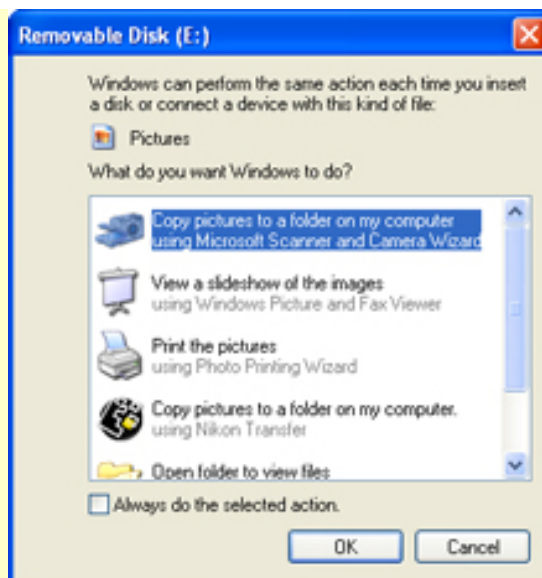 Removable Disk (E:)
Windows can perform the same action each time you insert
a disk or connect a device with this kind of file:
Pictures
What do you want Windows to do?
Copy pictures to a folder on my computer
using Microsoft Scanner and Camera Wizard
View a slideshow of the images
using Windows Picture and Fax Viewer
Print the pictures
using Photo Printing Wizard
Copy pictures to a folder on my computer.
using Nikon Transfer
Open folder to view files
Always do the selected action.
OK
Cancel